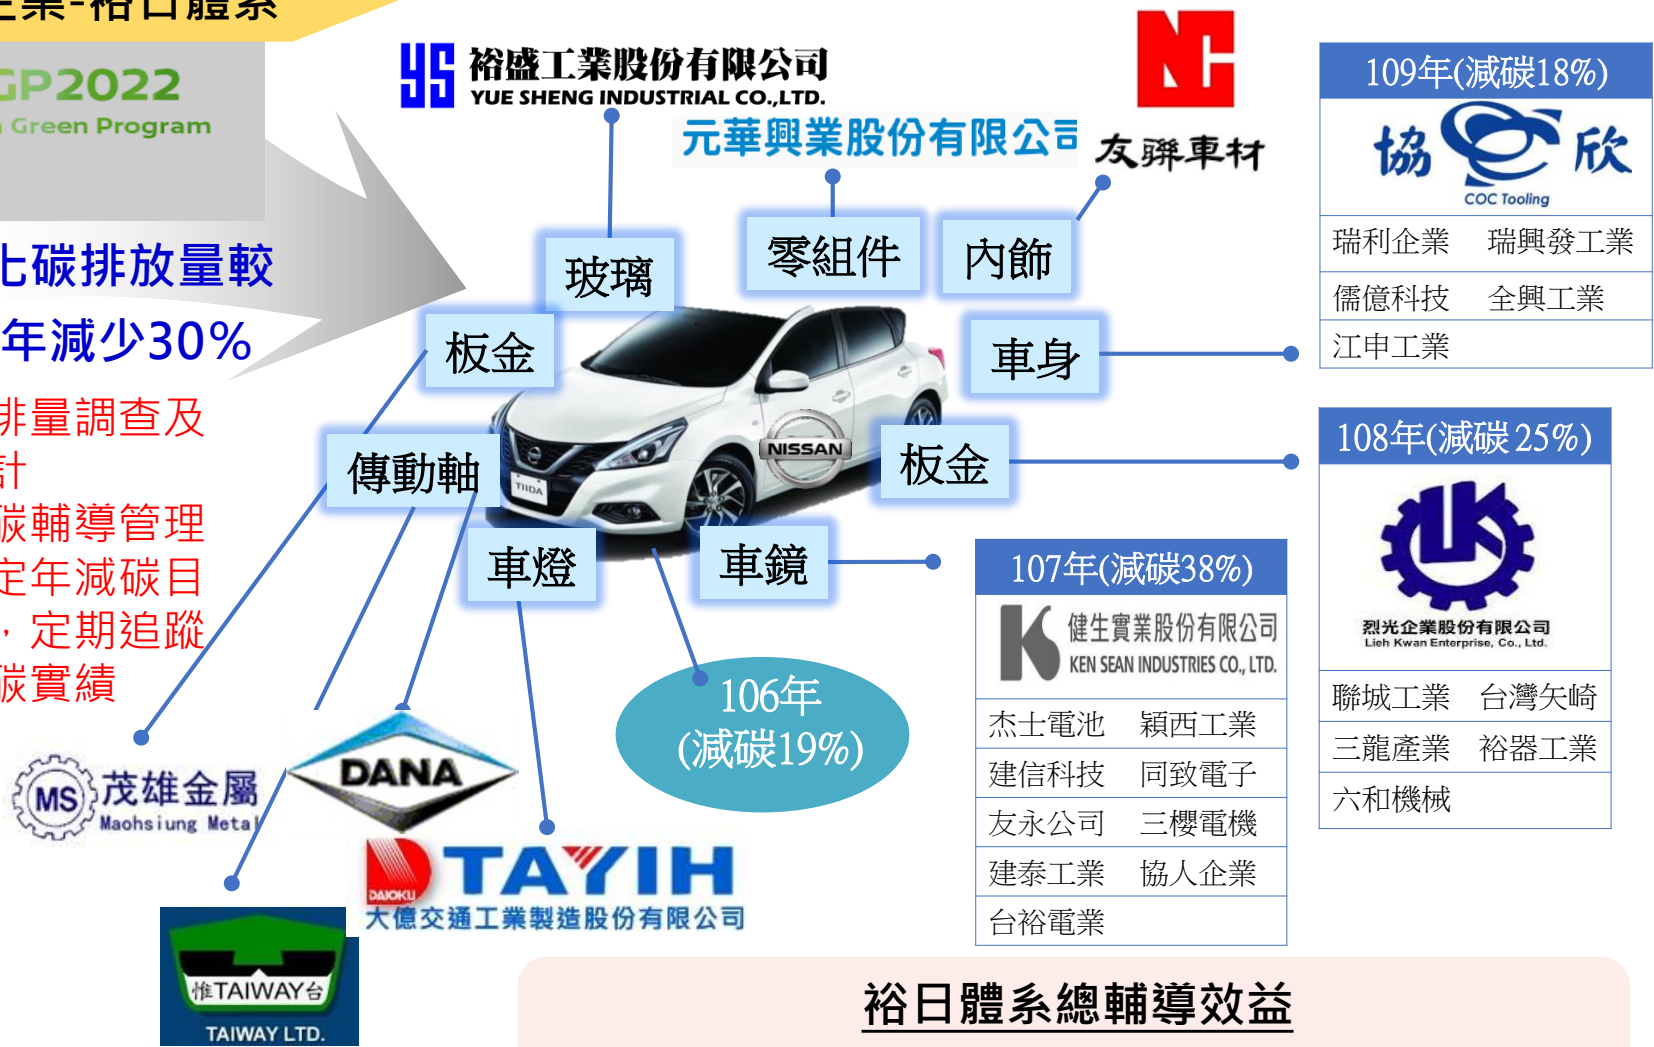 業-裕日體系
GP2022
Green Program
碳排放量較
年減少30%
排量調查及
計
碳輔導管理
定年減碳目
，定期追蹤
碳實績
YS 裕盛工業股份有限公司
YUE SHENG INDUSTRIAL CO.,LTD.
元華興業股份有限公司
NC
友聯車材
玻璃
零組件
內飾
板金
車身
傳動軸
板金
車燈
車鏡
NISSAN
TIIDA
106年
(減碳19%)
MS 茂雄金屬
Maohsiung Metal
DANA
DAIOKU TAYIH
大億交通工業製造股份有限公司
惟TAIWAY台
TAIWAY LTD.
109年(減碳18%)
協欣
COC Tooling
瑞利企業 瑞興發工業
儒億科技 全興工業
江申工業
108年(減碳25%)
LK
烈光企業股份有限公司
Lieh Kwan Enterprise, Co., Ltd.
聯城工業 台灣矢崎
三龍產業 裕器工業
六和機械
107年(減碳38%)
健生實業股份有限公司
KEN SEAN INDUSTRIES CO., LTD.
杰士電池 穎西工業
建信科技 同致電子
友永公司 三櫻電機
建泰工業 協人企業
台裕電業
裕日體系總輔導效益